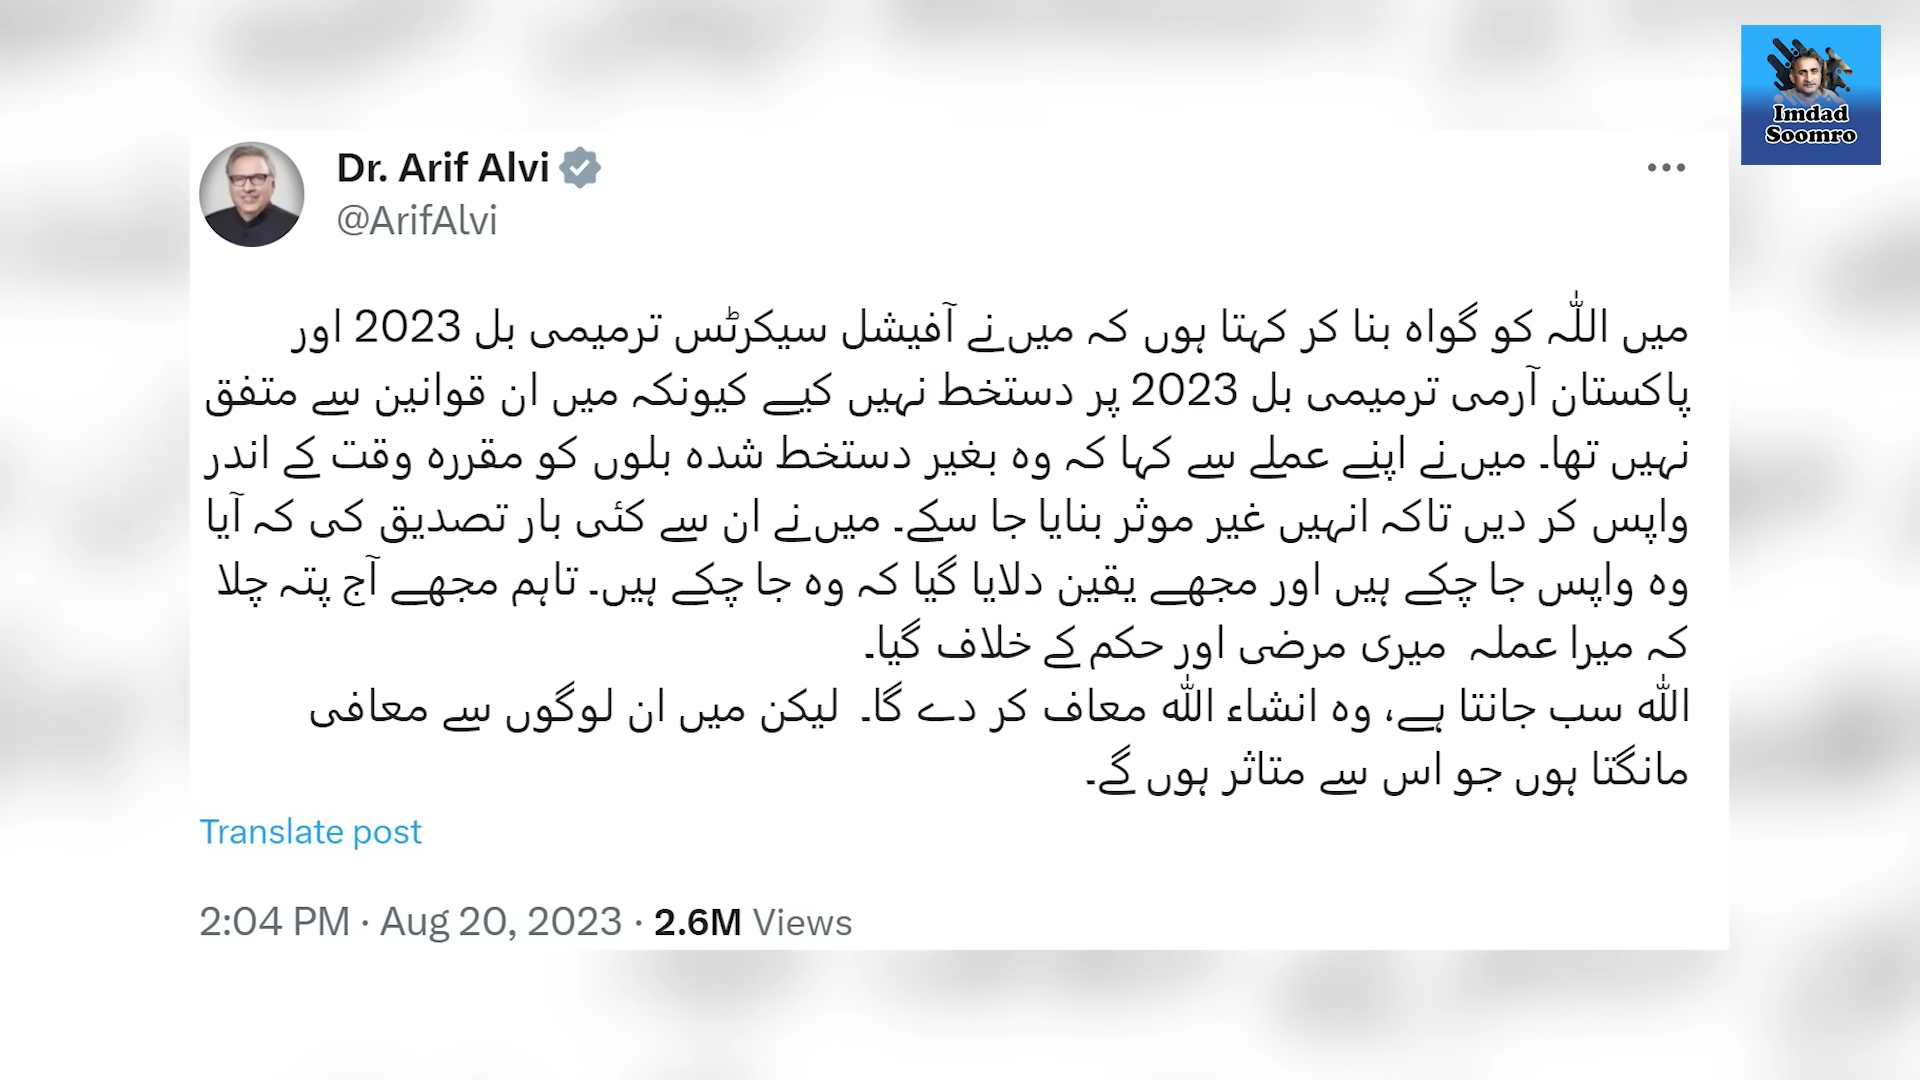 Imdad
Soomro
Dr. Arif Alvi
@ArifAlvi
میں اللّٰہ کو گواہ بنا کر کہتا ہوں کہ میں نے آفیشل سیکرٹس ترمیمی بل 2023 اور
پاکستان آرمی ترمیمی بل 2023 پر دستخط نہیں کیے کیونکہ میں ان قوانین سے متفق
نہیں تھا۔ میں نے اپنے عملے سے کہا کہ وہ بغیر دستخط شدہ بلوں کو مقررہ وقت کے اندر
واپس کر دیں تاکہ انہیں غیر موثر بنایا جا سکے۔ میں نے ان سے کئی بار تصدیق کی کہ آیا
وہ واپس جا چکے ہیں اور مجھے یقین دلایا گیا کہ وہ جا چکے ہیں۔ تاہم مجھے آج پتہ چلا
کہ میرا عملہ میری مرضی اور حکم کے خلاف گیا۔
اللّٰہ سب جانتا ہے، وہ انشاء اللّٰہ معاف کر دے گا۔ لیکن میں ان لوگوں سے معافی
مانگتا ہوں جو اس سے متاثر ہوں گے۔
Translate post
2:04 PM · Aug 20, 2023 · 2.6M Views